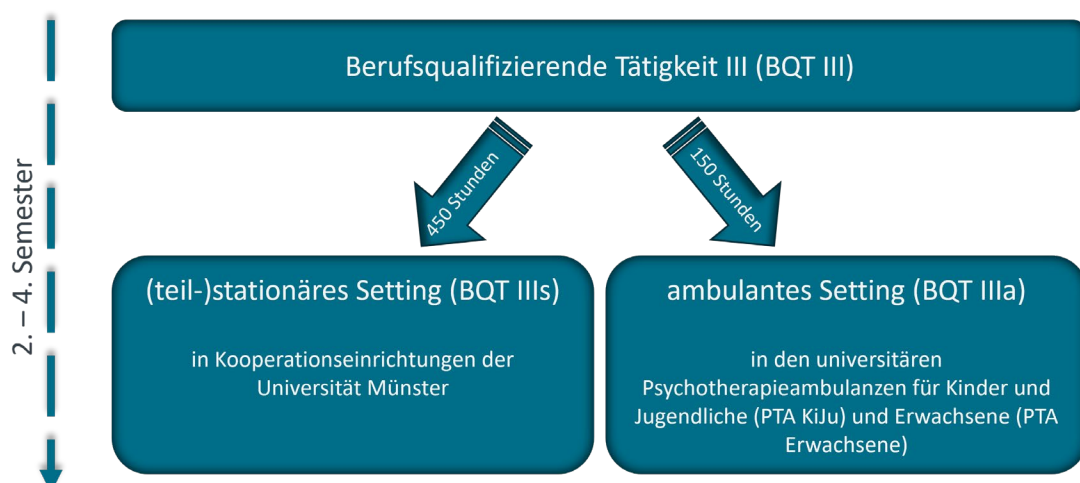 2. – 4. Semester
Berufsqualifizierende Tätigkeit III (BQT III)
450 Stunden
150 Stunden
(teil-)stationäres Setting (BQT IIIs)
in Kooperationseinrichtungen der
Universität Münster
ambulantes Setting (BQT IIIa)
in den universitären
Psychotherapieambulanzen für Kinder und
Jugendliche (PTA KiJu) und Erwachsene (PTA
Erwachsene)